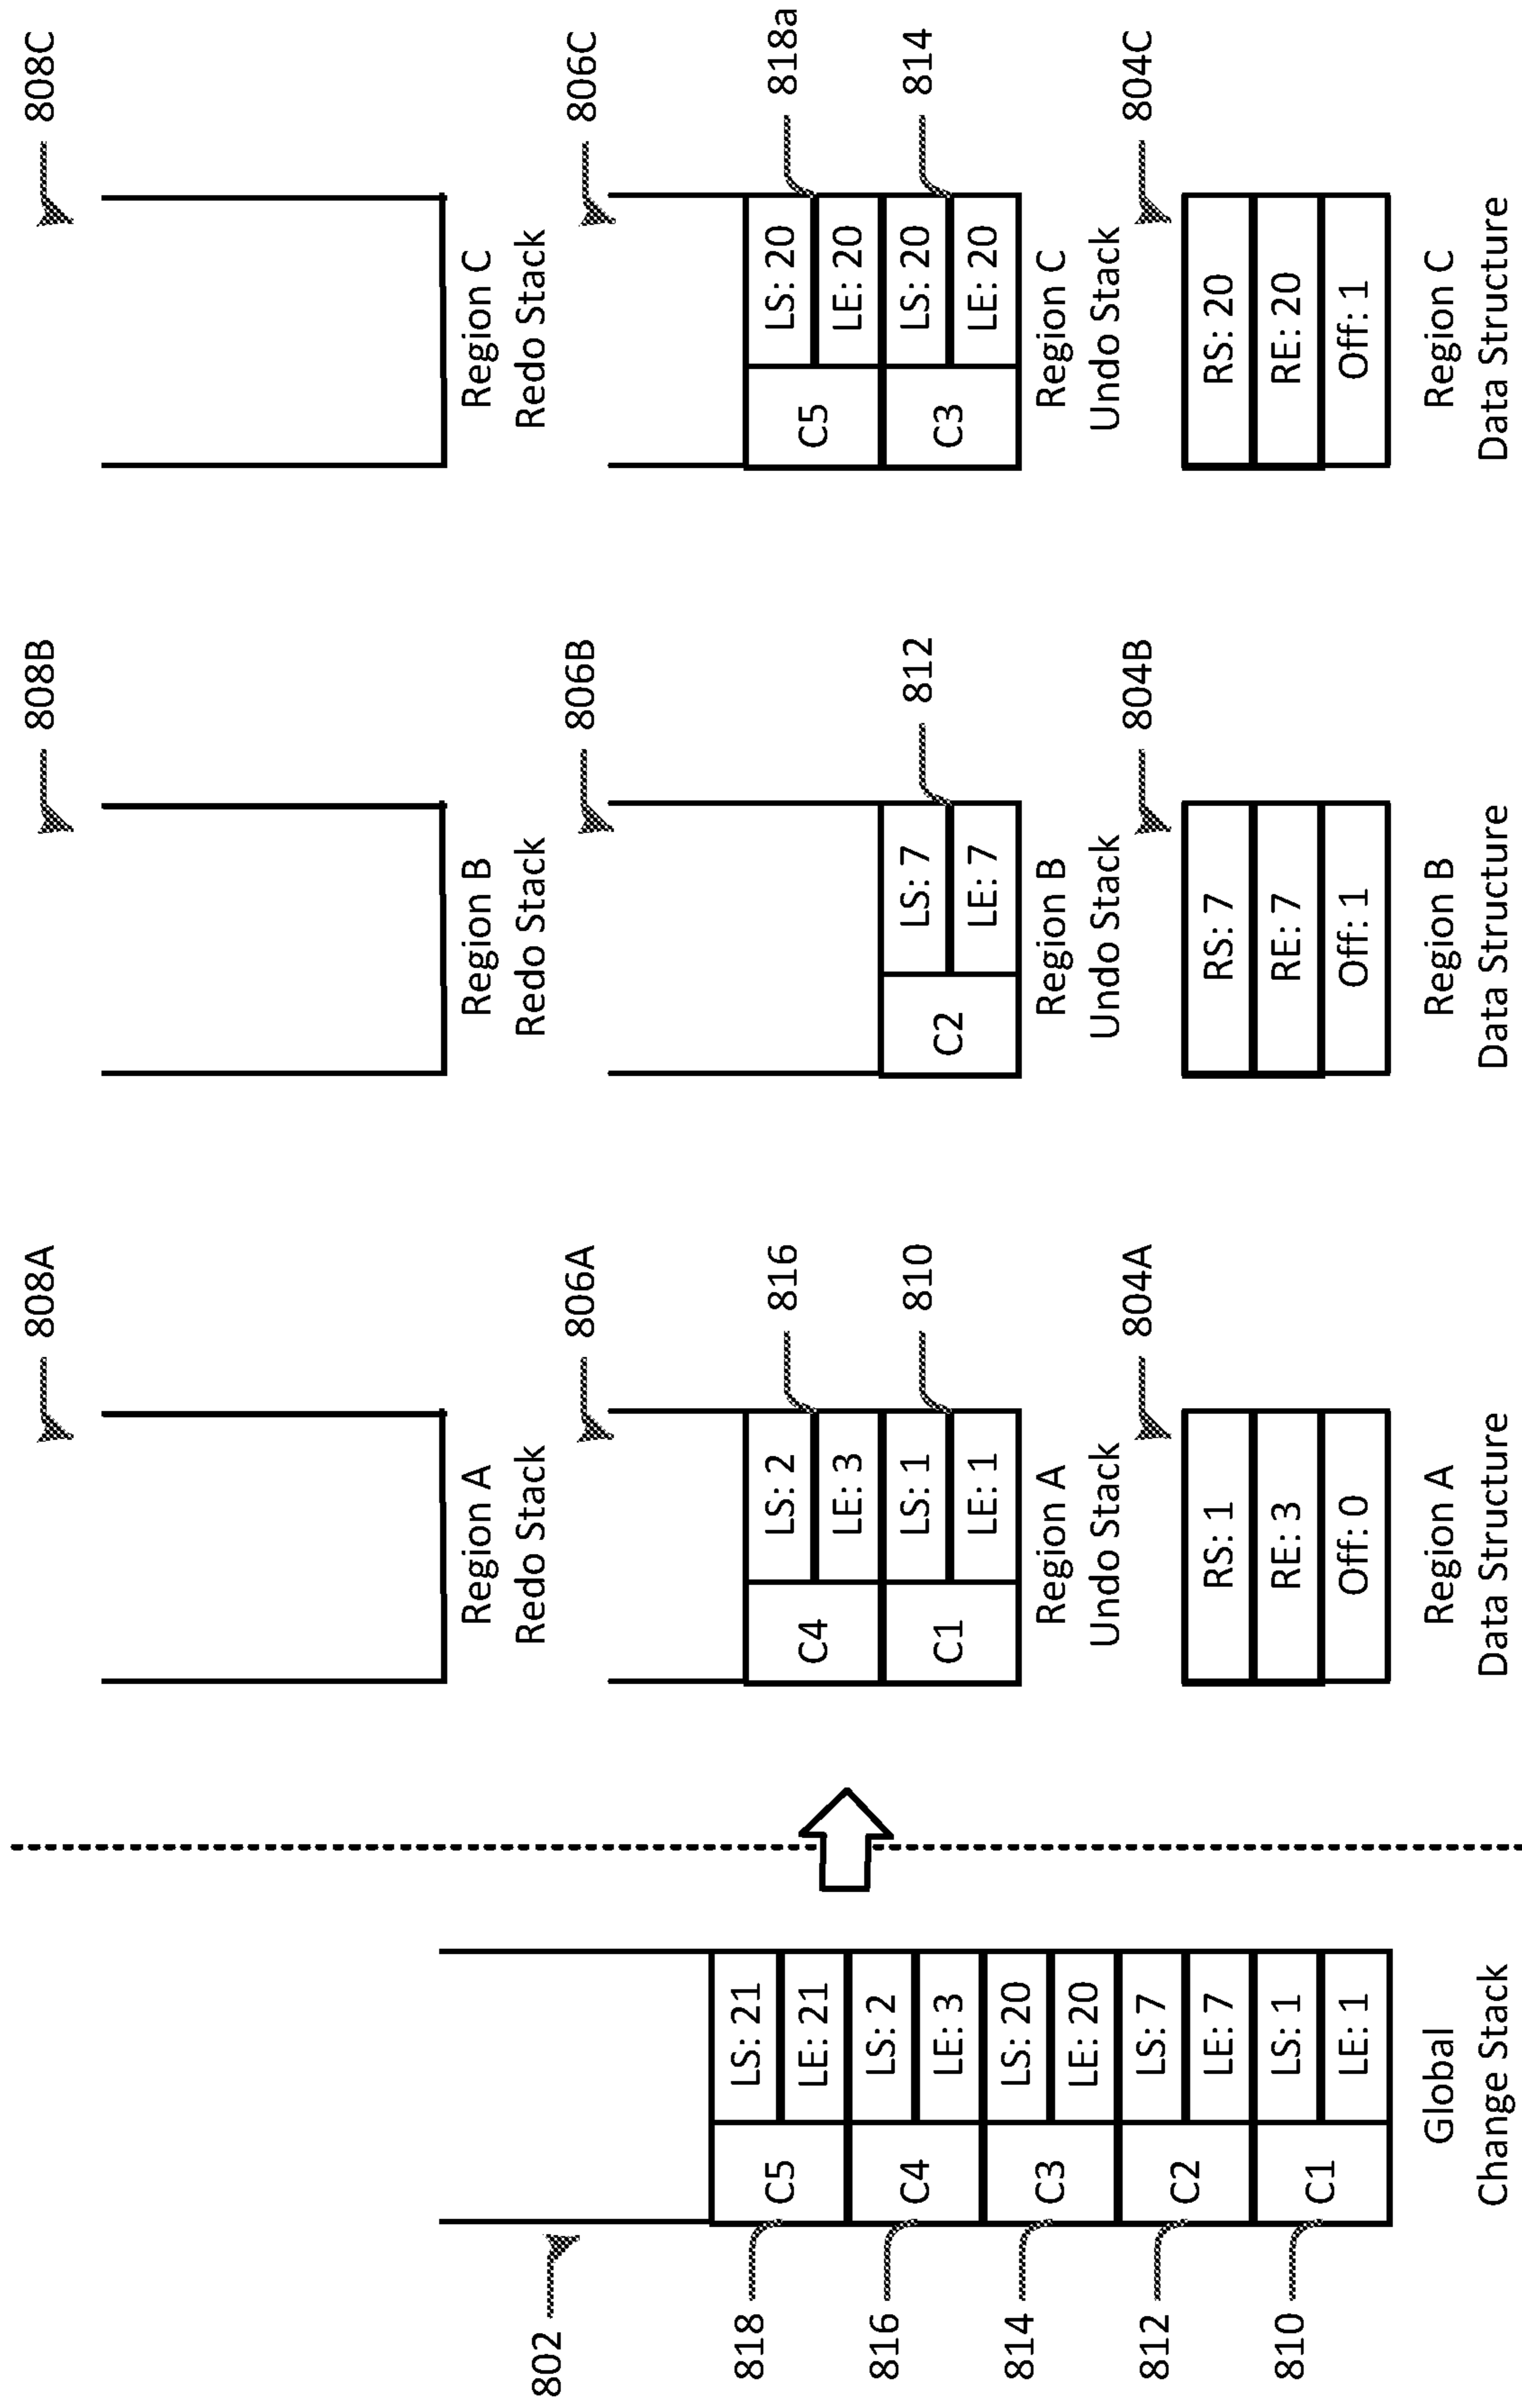 802
818
816
814
812
810
C5
LS: 21
LE: 21
C4
LS: 2
LE: 3
C3
LS: 20
LE: 20
C2
LS: 7
LE: 7
C1
LS: 1
LE: 1
Global
Change Stack
808A
Region A
Redo Stack
806A
C4
LS: 2
LE: 3
816
C1
LS: 1
LE: 1
810
Region A
Undo Stack
804A
RS: 1
RE: 3
Off: 0
Region A
Data Structure
808B
Region B
Redo Stack
806B
C2
LS: 7
LE: 7
812
Region B
Undo Stack
804B
RS: 7
RE: 7
Off: 1
Region B
Data Structure
808C
Region C
Redo Stack
806C
C5
LS: 20
LE: 20
818a
C3
LS: 20
LE: 20
814
Region C
Undo Stack
804C
RS: 20
RE: 20
Off: 1
Region C
Data Structure